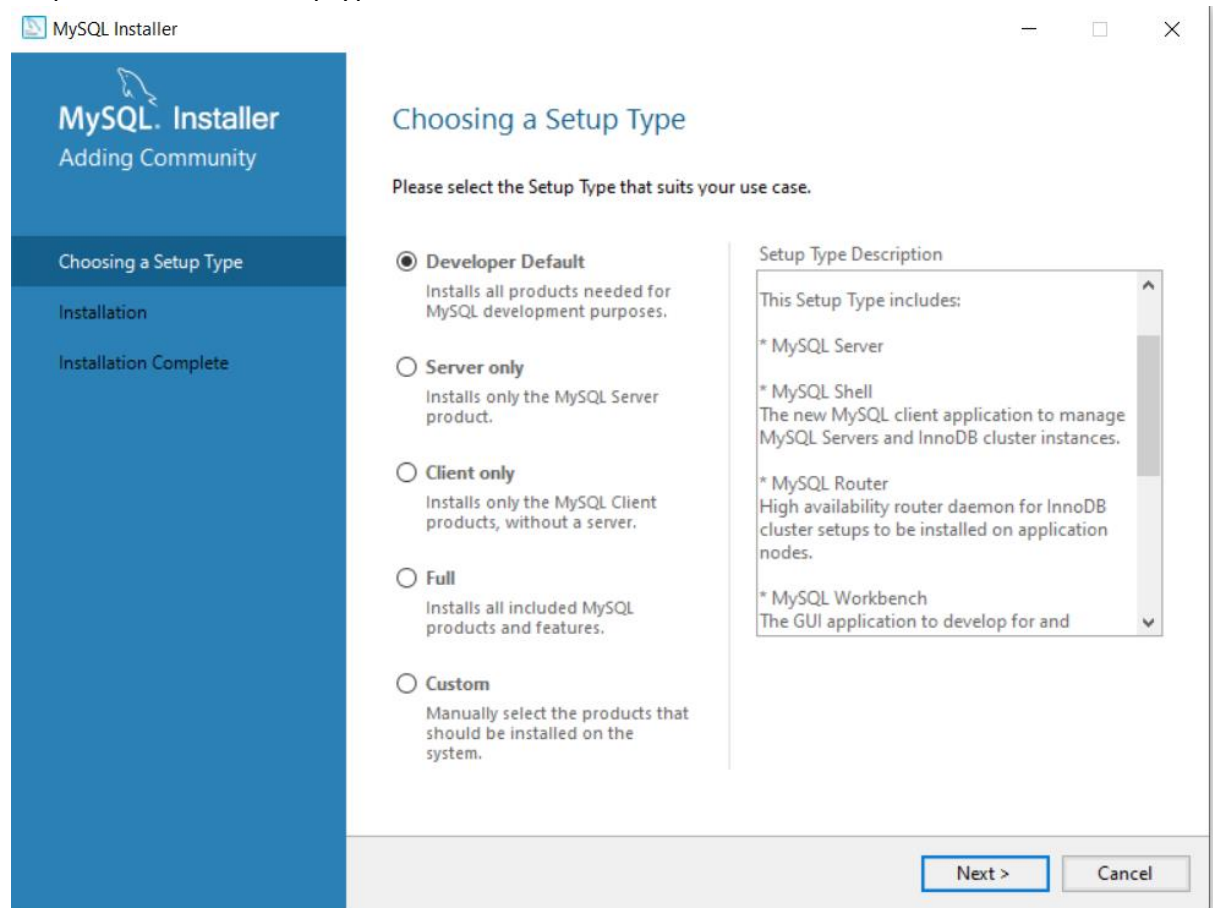 MySQL Installer
MySQL. Installer
Adding Community
Choosing a Setup Type
Installation
Installation Complete
Choosing a Setup Type
Please select the Setup Type that suits your use case.
Developer Default
Installs all products needed for
MySQL development purposes.
Server only
Installs only the MySQL Server
product.
Client only
Installs only the MySQL Client
products, without a server.
Full
Installs all included MySQL
products and features.
Custom
Manually select the products that
should be installed on the
system.
Setup Type Description
This Setup Type includes:
* MySQL Server
* MySQL Shell
The new MySQL client application to manage
MySQL Servers and InnoDB cluster instances.
* MySQL Router
High availability router daemon for InnoDB
cluster setups to be installed on application
nodes.
* MySQL Workbench
The GUI application to develop for and
Next >
Cancel